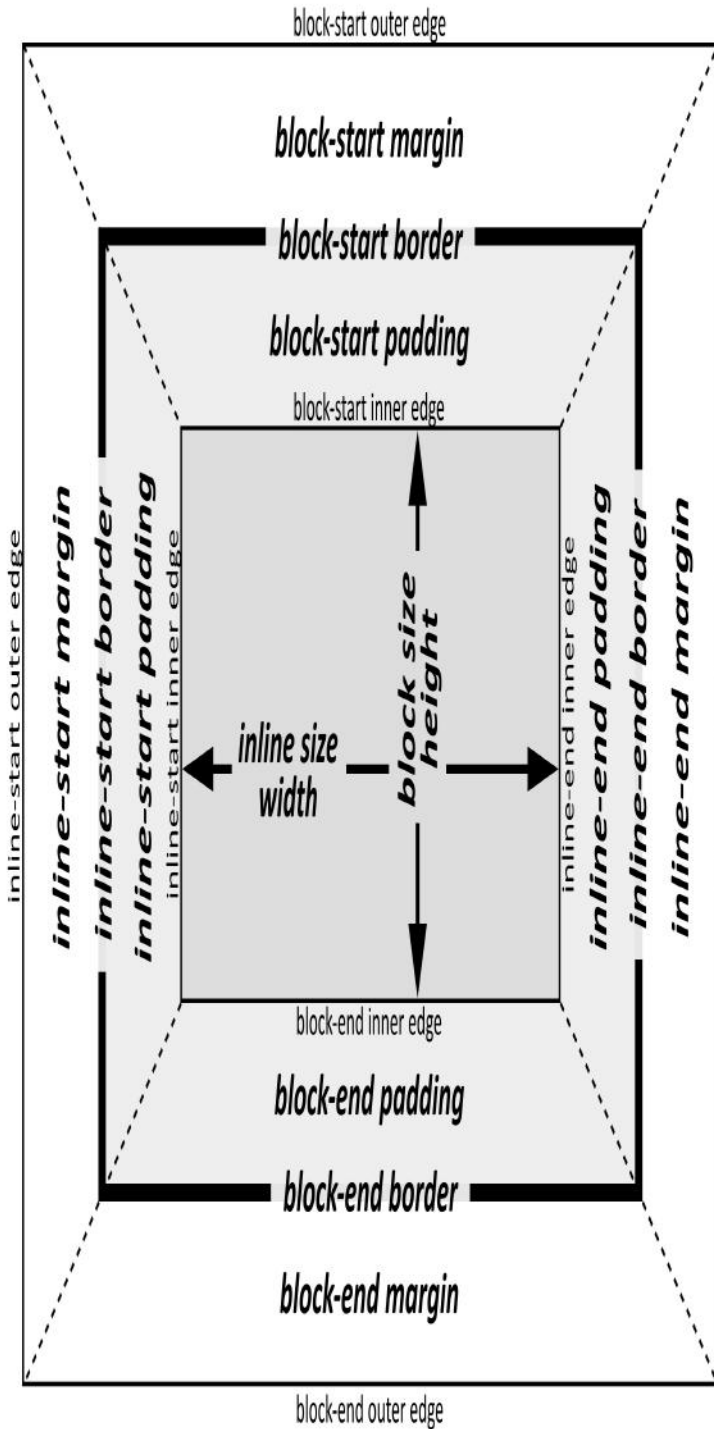 block-start outer edge
block-start margin
block-start border
block-start padding
block-start inner edge
inline-start outer edge
inline-start margin
inline-start border
inline-start padding
inline-start inner edge
inline size
width
block size
height
inline-end inner edge
inline-end padding
inline-end border
inline-end margin
block-end inner edge
block-end padding
block-end border
block-end margin
block-end outer edge